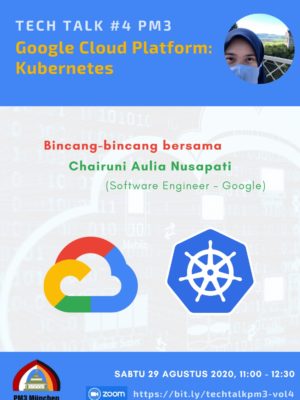 TECH TALK #4 PM3
Google Cloud Platform:
Kubernetes
Bincang-bincang bersama
Chairuni Aulia Nusapati
(Software Engineer - Google)
SABTU 29 AGUSTUS 2020, 11:00 - 12:30
PM3 München
zoom
https://bit.ly/techtalkpm3-vol4